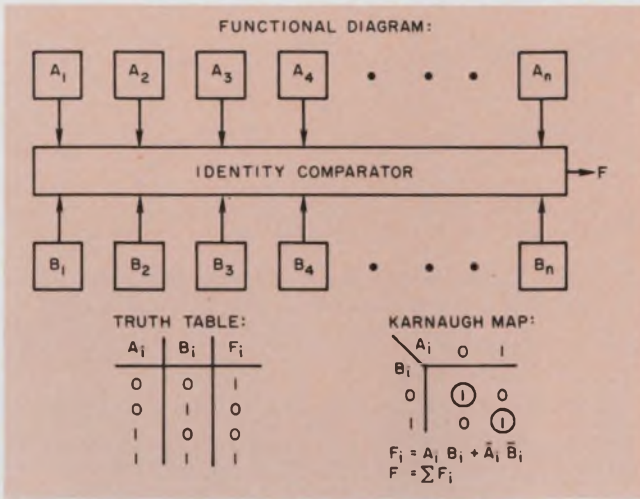 FUNCTIONAL DIAGRAM:
A₁ A₂ A₃ A₄ • • • Aₙ
IDENTITY COMPARATOR F
B₁ B₂ B₃ B₄ • • • Bₙ
TRUTH TABLE:
Aᵢ Bᵢ Fᵢ
0 0 1
0 1 0
1 0 0
1 1 1
KARNAUGH MAP:
Aᵢ 0 1
Bᵢ
0 1 0
1 0 1
Fᵢ = Aᵢ Bᵢ + Āᵢ B̄ᵢ
F = ∑Fᵢ